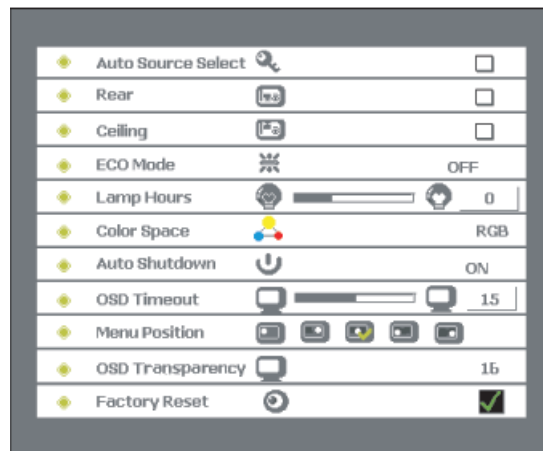 Auto Source Select
Rear
Ceiling
ECO Mode OFF
Lamp Hours 0
Color Space RGB
Auto Shutdown ON
OSD Timeout 15
Menu Position
OSD Transparency 16
Factory Reset